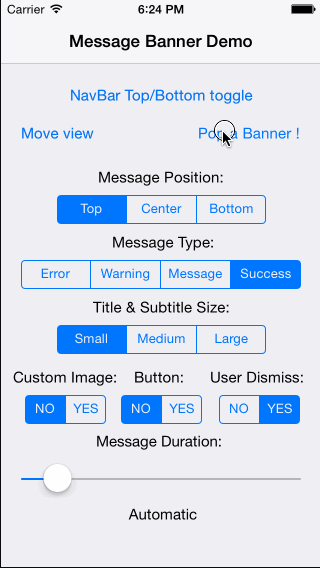 Carrier 6:24 PM
Message Banner Demo
NavBar Top/Bottom toggle
Move view Pop a Banner !
Message Position:
Top Center Bottom
Message Type:
Error Warning Message Success
Title & Subtitle Size:
Small Medium Large
Custom Image: Button: User Dismiss:
NO YES NO YES NO YES
Message Duration:
Automatic